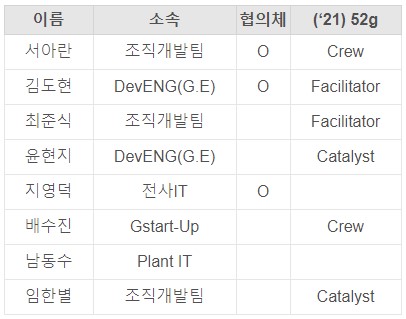 이름 소속 협의체 (‘21) 52g
서아란 조직개발팀 O Crew
김도현 DevENG(G.E) O Facilitator
최준식 조직개발팀 Facilitator
윤현지 DevENG(G.E) Catalyst
지영덕 전사IT O
배수진 Gstart-Up Crew
남동수 Plant IT
임한별 조직개발팀 Catalyst